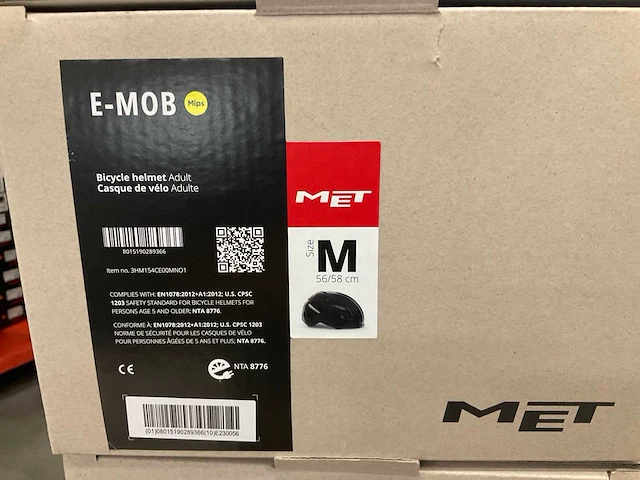 E-MOB Mips
Bicycle helmet Adult
Casque de vélo Adulte
8015190289366
Item no. 3HM154CE00MNO1
COMPLIES WITH: EN1078:2012+A1:2012; U.S. CPSC
1203 SAFETY STANDARD FOR BICYCLE HELMETS FOR
PERSONS AGE 5 AND OLDER; NTA 8776.
CONFORME À: EN1078:2012+A1:2012; U.S. CPSC 1203
NORME DE SÉCURITÉ POUR LES CASQUES DE VÉLO
POUR PERSONNES ÂGÉES DE 5 ANS ET PLUS; NTA 8776.
CE NTA 8776
(01)08015190289366(10)E230056
MET
Size M
56/58 cm
MET